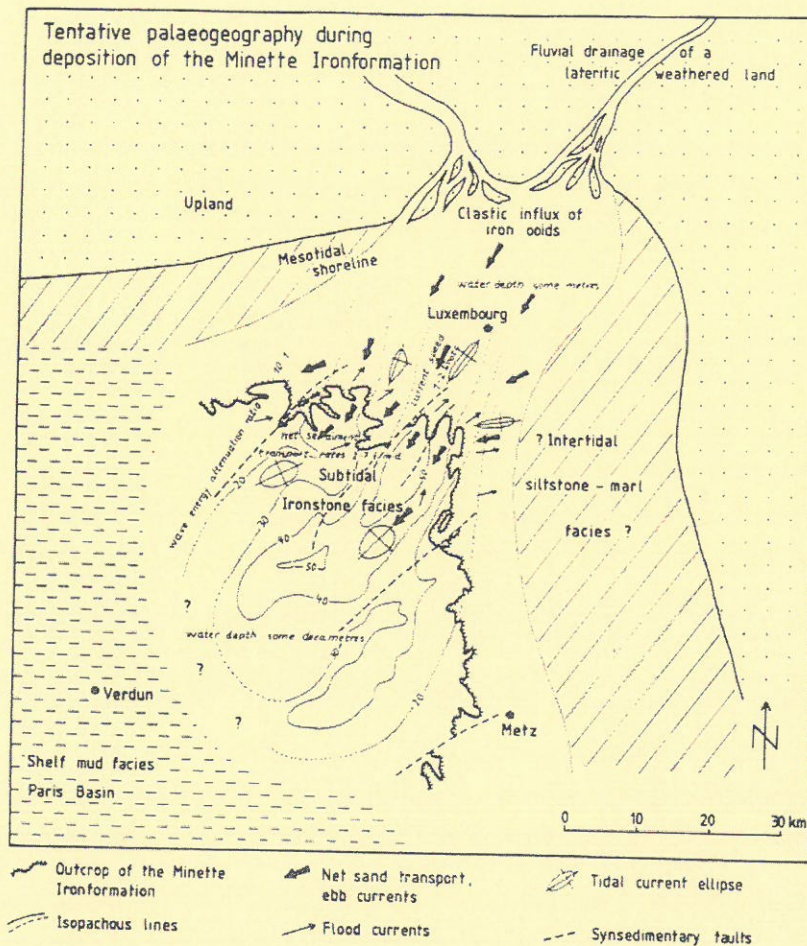 Tentative palaeogeography during
deposition of the Minette Ironformation
Fluvial drainage of a
lateritic weathered land
Upland
Clastic influx of
iron ooids
Mesotidal
shoreline
water depth some metres
Luxembourg
10
current speed
wave energy attenuation ratio
net sediment
transport rates
? Intertidal
siltstone - marl
facies ?
Subtidal
Ironstone facies
20
30
40
50
40
water depth some decametres
20
?
?
?
Verdun
Metz
N
Shelf mud facies
Paris Basin
0 10 20 30 km
Outcrop of the Minette
Ironformation
Net sand transport,
ebb currents
Tidal current ellipse
Isopachous lines
Flood currents
Synsedimentary faults